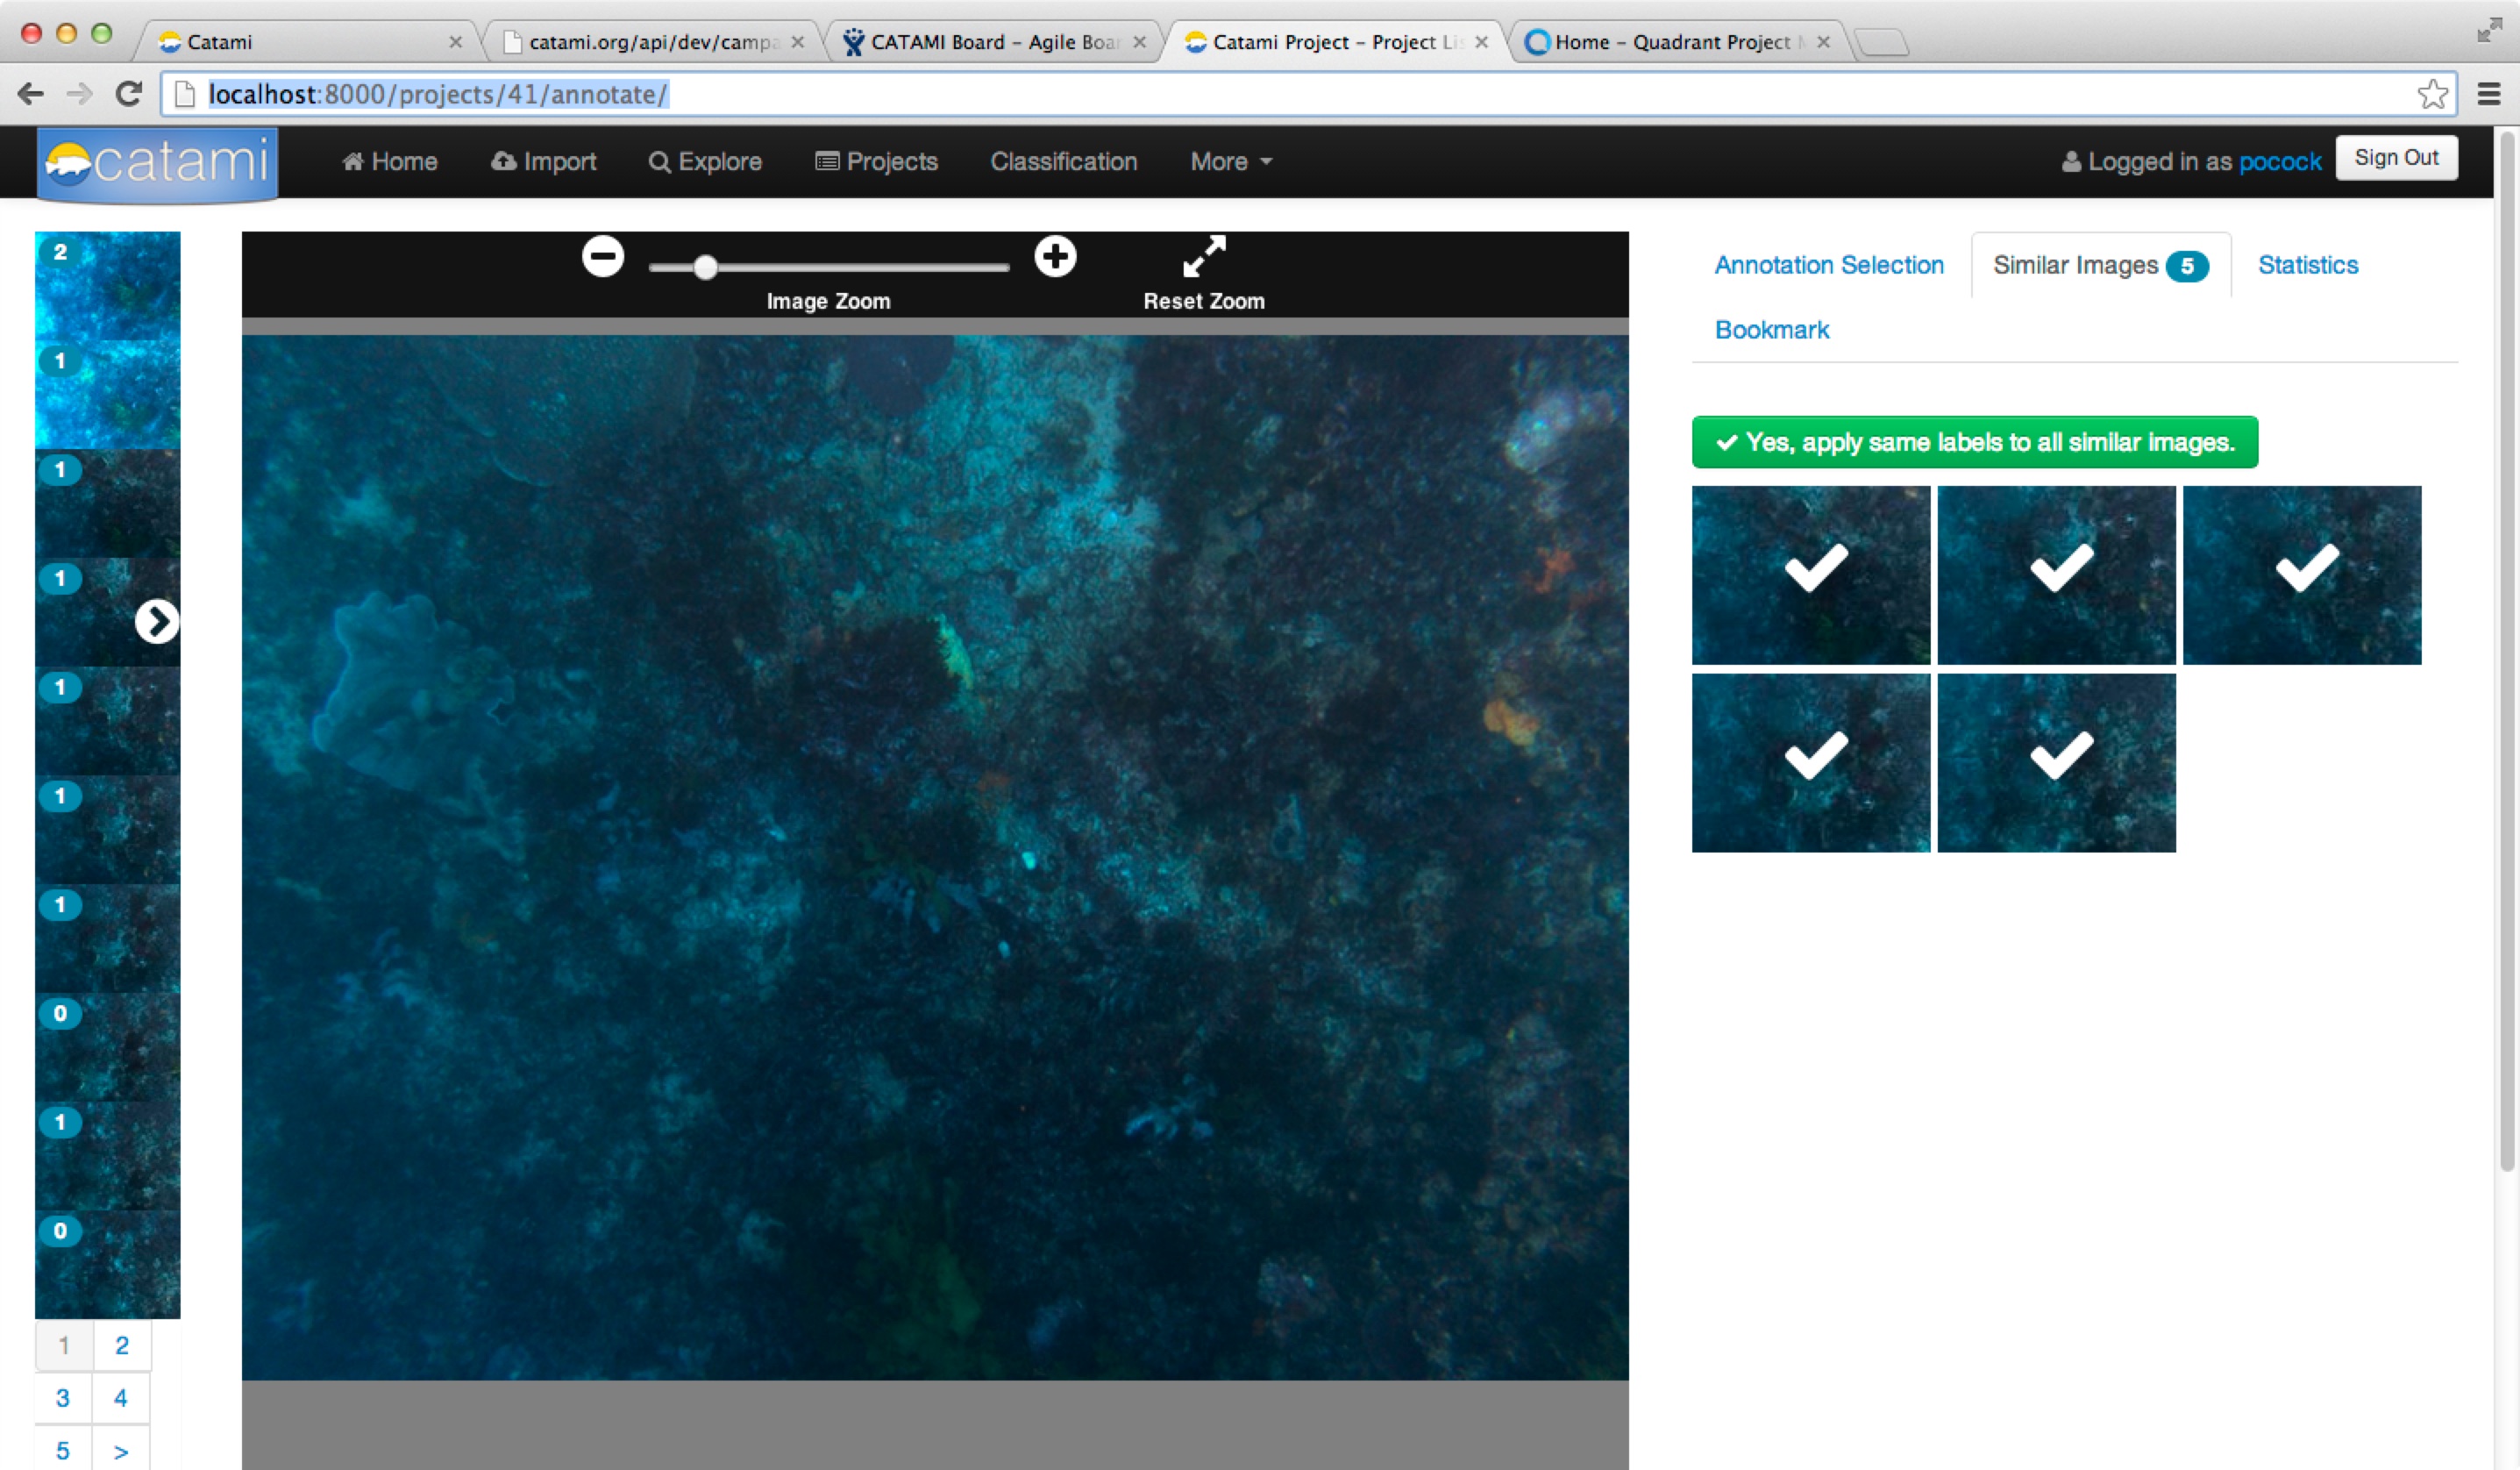 Catami
catami.org/api/dev/campa
CATAMI Board – Agile Boar
Catami Project – Project Lis
Home – Quadrant Project M
localhost:8000/projects/41/annotate/
catami
Home
Import
Explore
Projects
Classification
More
Logged in as pocock
Sign Out
2
1
1
1
1
1
1
0
1
0
1 2
3 4
5 >
Image Zoom
Reset Zoom
Annotation Selection
Similar Images 5
Statistics
Bookmark
Yes, apply same labels to all similar images.